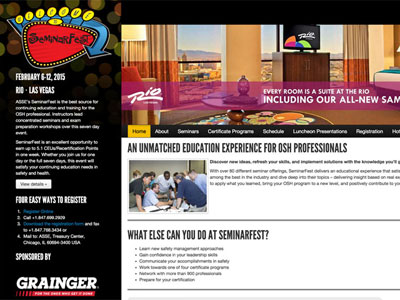 WELCOME
TO
SEMINARFEST
FEBRUARY 6-12, 2015
RIO - LAS VEGAS
ASSE's SeminarFest is the best source for
continuing education and training for the
OSH professional. Instructors lead
concentrated seminars and exam
preparation workshops over this seven day
event.
SeminarFest is an excellent opportunity to
earn up to 5.1 CEUs/Recertification Points
in one week. Whether you join us for one
day or the full seven days, this event will
satisfy your continuing education needs in
safety and health.
View details »
FOUR EASY WAYS TO REGISTER
1. Register Online
2. Call +1.847.699.2929
3. Download the registration form and fax
to +1.847.768.3434 or
4. Mail to: ASSE, Treasury Center,
Chicago, IL 60694-3400 USA
SPONSORED BY
GRAINGER
FOR THE ONES WHO GET IT DONE
Rio
EVERY ROOM IS A SUITE AT THE RIO
INCLUDING OUR ALL-NEW SAM
Home About Seminars Certificate Programs Schedule Luncheon Presentations Registration Hot
AN UNMATCHED EDUCATION EXPERIENCE FOR OSH PROFESSIONALS
Discover new ideas, refresh your skills, and implement solutions with the knowledge you'll g
With over 80 different seminar offerings, SeminarFest will deliver an educational experience that satis
among the best in the industry and dive deep into their topics – delivering insight based on real ex
to apply what you learned, bring your OSH program to a new level, and positively contribute to y
WHAT ELSE CAN YOU DO AT SEMINARFEST?
Learn new safety management approaches
Gain confidence in your leadership skills
Communicate your accomplishments in safety
Work towards one of our certificate programs
Network with more than 900 professionals
Prepare for your certification